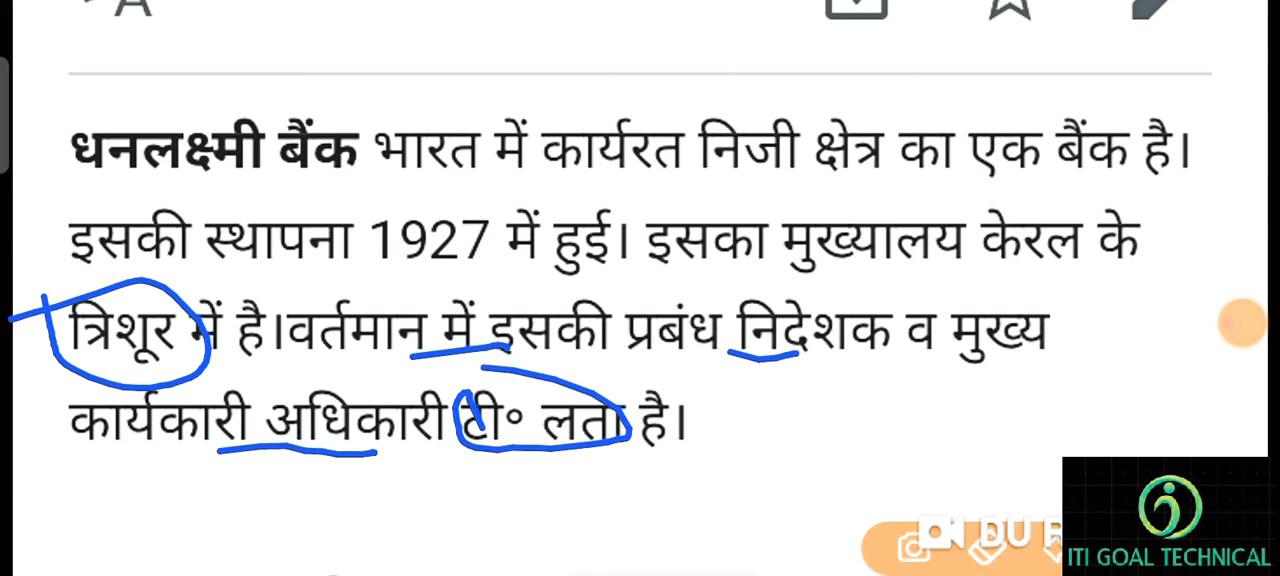 धनलक्ष्मी बैंक भारत में कार्यरत निजी क्षेत्र का एक बैंक है।
इसकी स्थापना 1927 में हुई। इसका मुख्यालय केरल के
त्रिशूर में है।वर्तमान में इसकी प्रबंध निदेशक व मुख्य
कार्यकारी अधिकारी टी॰ लता है।
DU R
ITI GOAL TECHNICAL